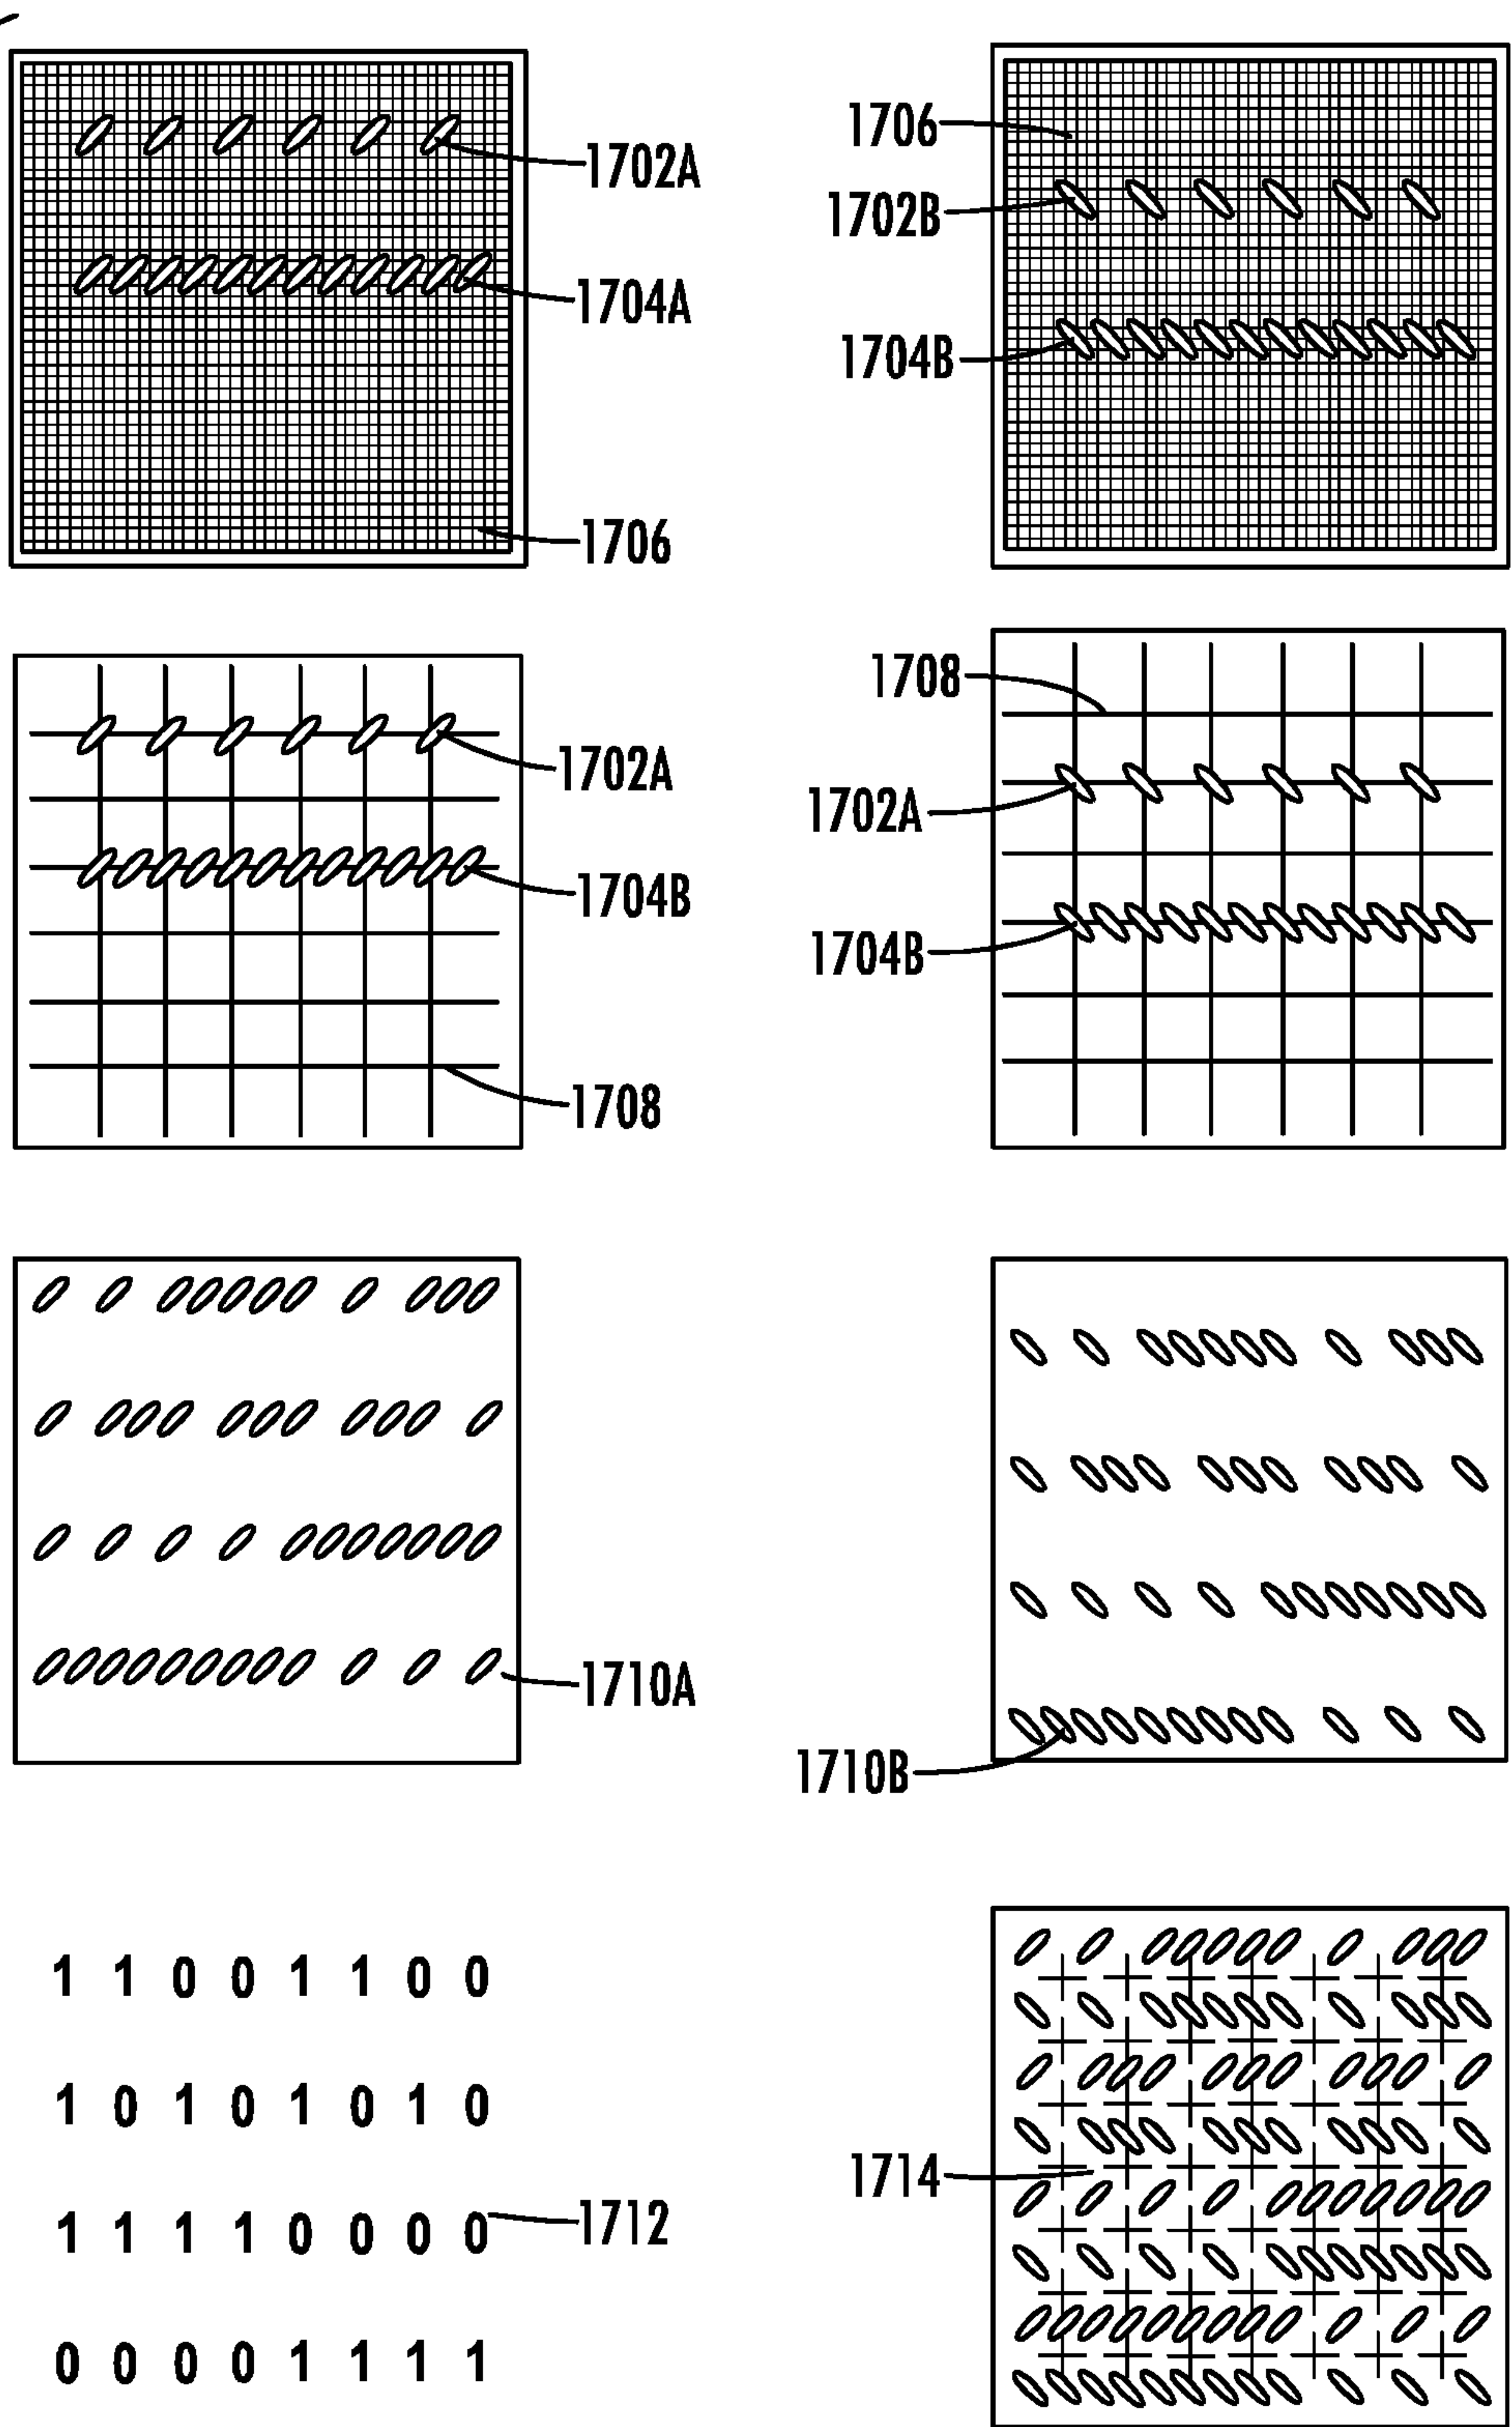 1702A
1704A
1706
1706
1702B
1704B
1702A
1704B
1708
1708
1702A
1704B
1710A
1710B
1 1 0 0 1 1 0 0
1 0 1 0 1 0 1 0
1 1 1 1 0 0 0 0
0 0 0 0 1 1 1 1
1712
1714